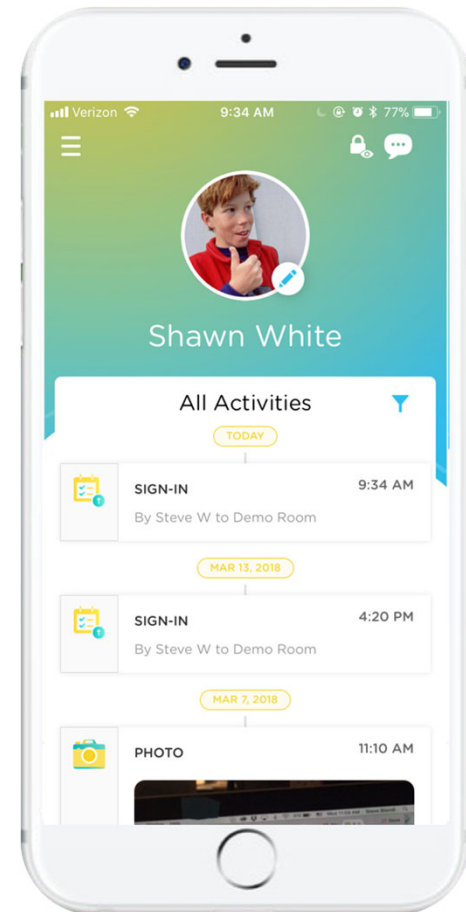 Verizon 9:34 AM 77%
Shawn White
All Activities
TODAY
SIGN-IN 9:34 AM
By Steve W to Demo Room
MAR 13, 2018
SIGN-IN 4:20 PM
By Steve W to Demo Room
MAR 7, 2018
PHOTO 11:10 AM